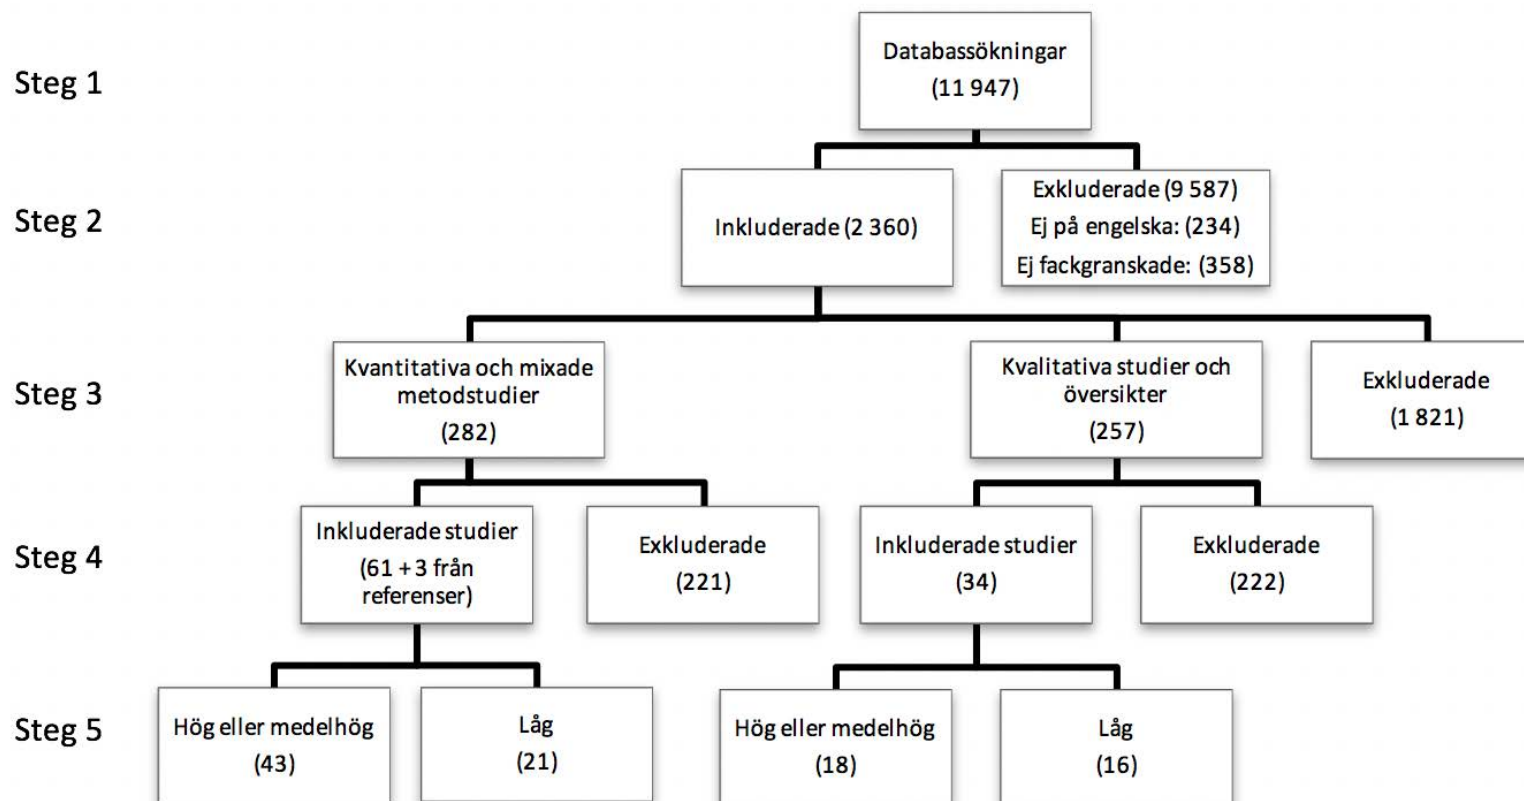 Steg 1
Databassökningar
(11 947)
Steg 2
Inkluderade (2 360)
Exkluderade (9 587)
Ej på engelska: (234)
Ej fackgranskade: (358)
Steg 3
Kvantitativa och mixade
metodstudier
(282)
Kvalitativa studier och
översikter
(257)
Exkluderade
(1 821)
Steg 4
Inkluderade studier
(61 + 3 från
referenser)
Exkluderade
(221)
Inkluderade studier
(34)
Exkluderade
(222)
Steg 5
Hög eller medelhög
(43)
Låg
(21)
Hög eller medelhög
(18)
Låg
(16)